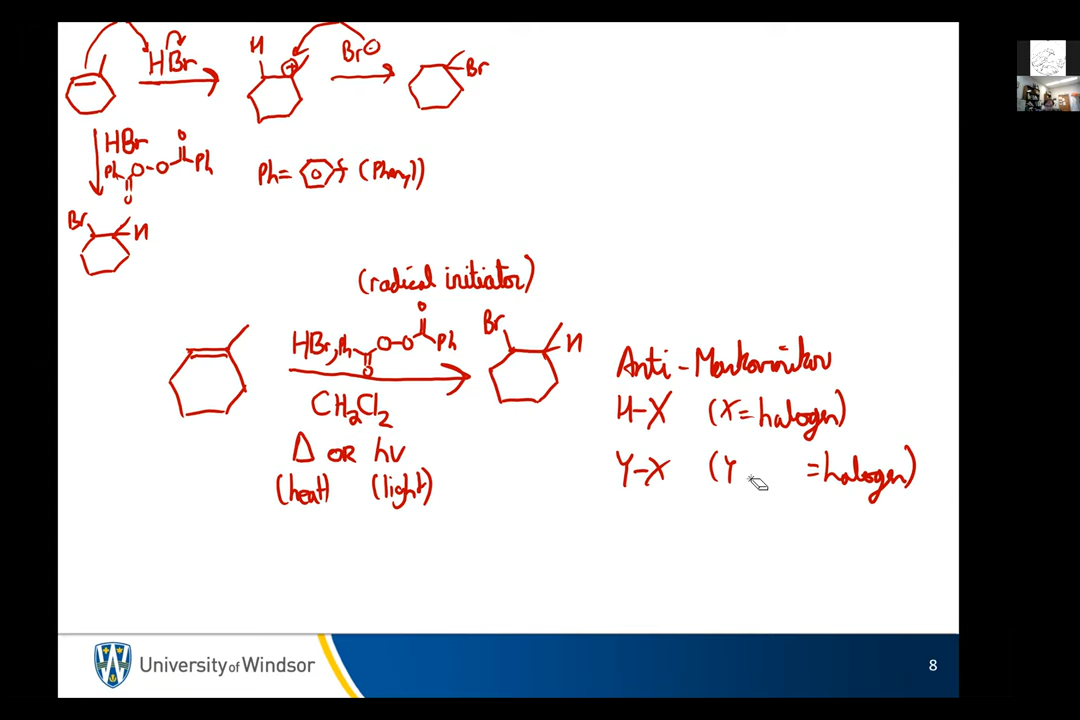 H
HBr
+
Br⊖
Br
HBr
Ph O-O O Ph
O
Ph= (Phenyl)
Br H
(radical initiator)
HBr, Ph O-O O Ph
O
Br H
CH₂Cl₂
Δ OR hν
(heat) (light)
Anti-Markovnikov
H-X (X=halogen)
Y-X (Y =halogen)
University of Windsor
8